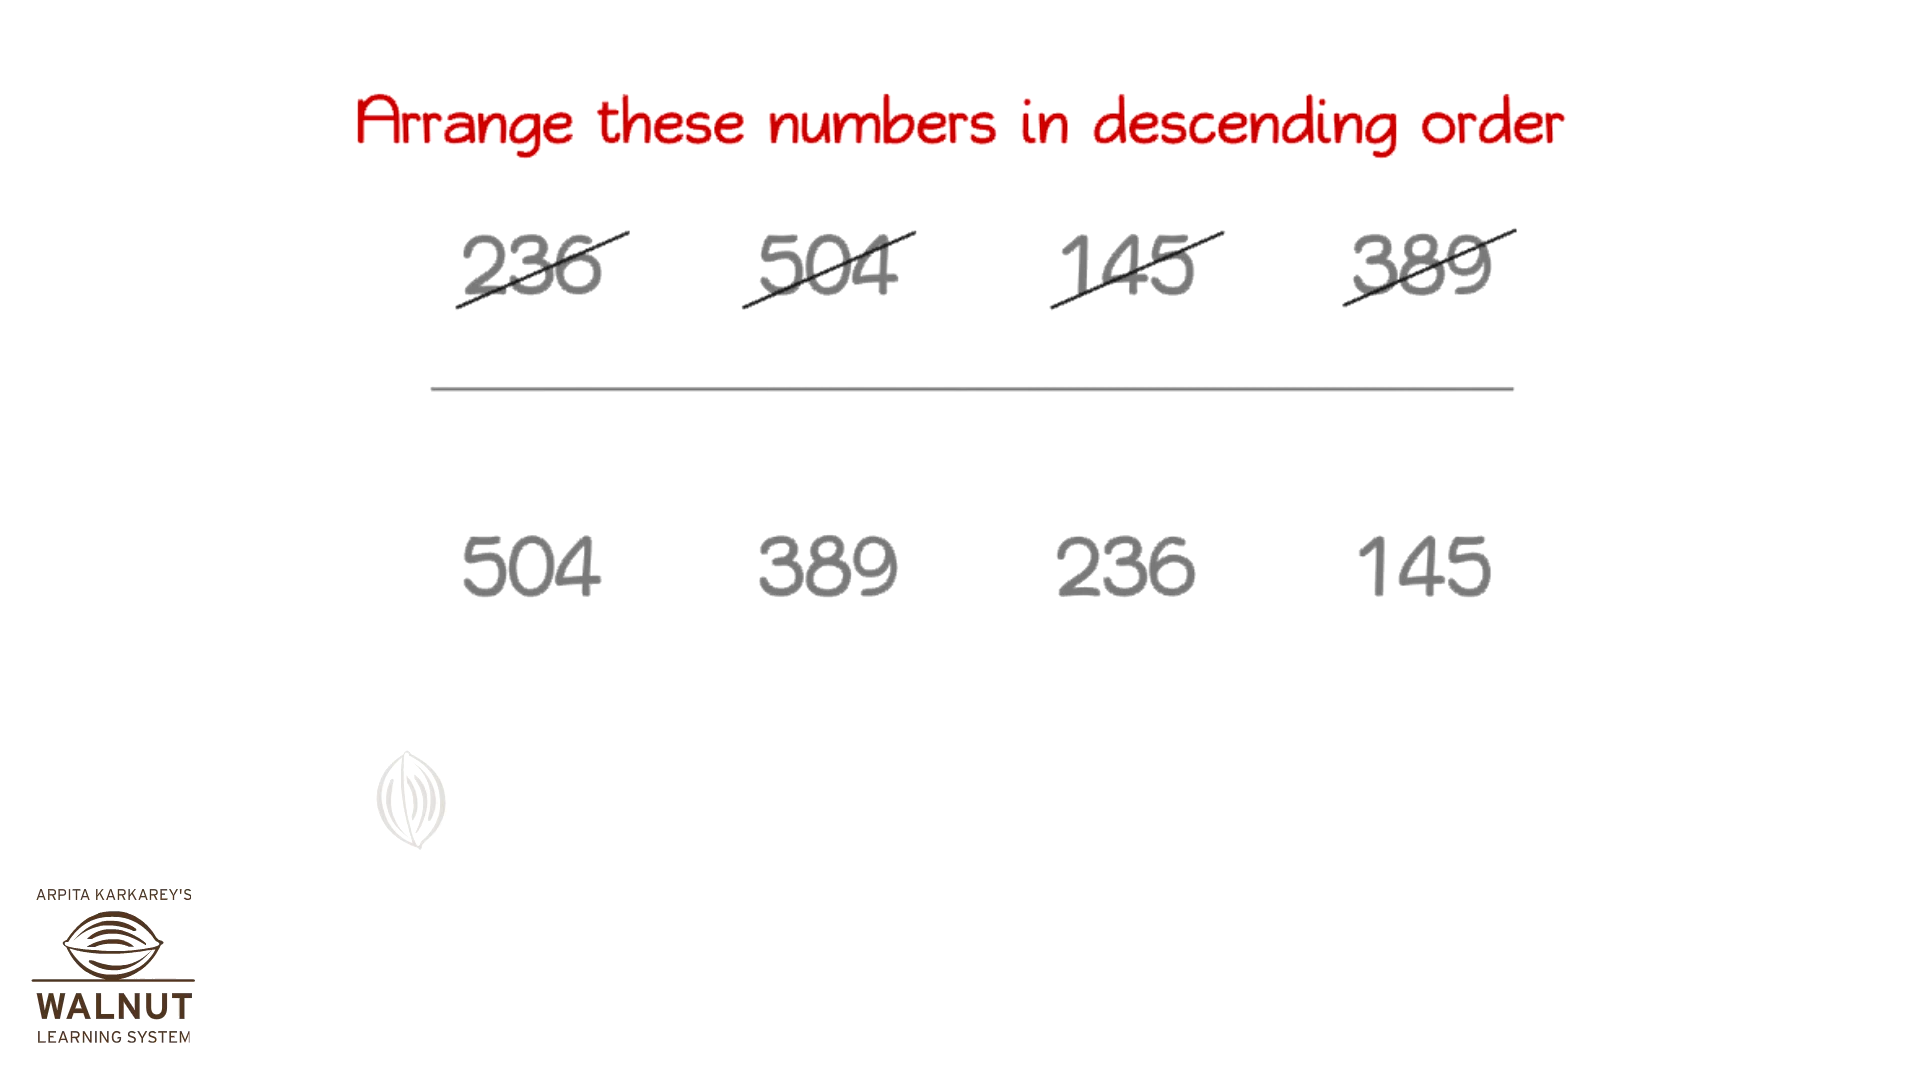 Arrange these numbers in descending order
236 504 145 389
504 389 236 145
ARPITA KARKAREY'S
WALNUT
LEARNING SYSTEM